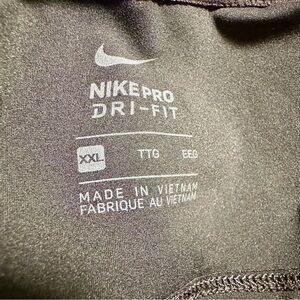 NIKE PRO
DRI-FIT
XXL TTG EEG
MADE IN VIETNAM
FABRIQUE AU VIETNAM